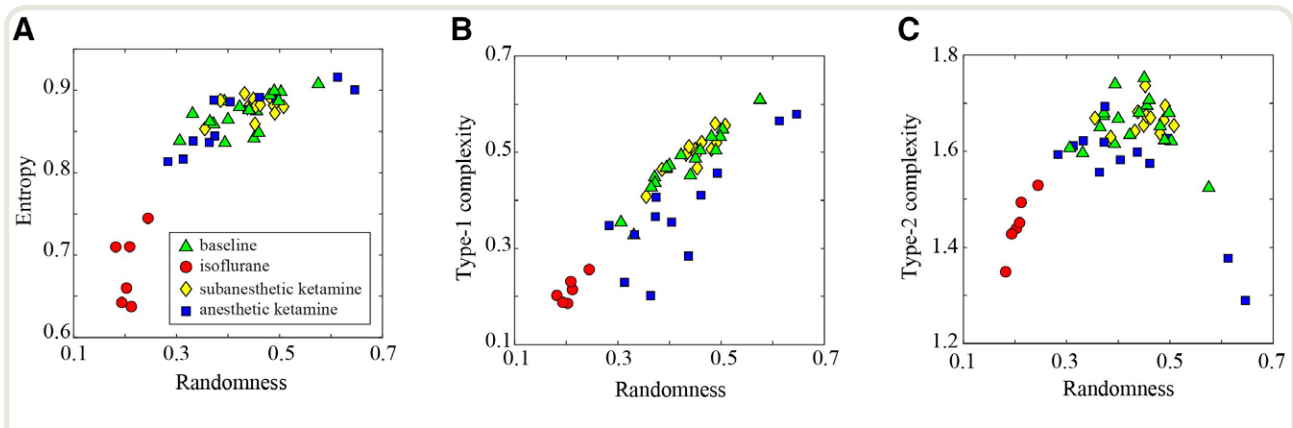 A
B
C
Entropy
0.9
0.8
0.7
0.6
baseline
isoflurane
subanesthetic ketamine
anesthetic ketamine
0.1 0.3 0.5 0.7
Randomness
Type-1 complexity
0.7
0.5
0.3
0.1
0.1 0.3 0.5 0.7
Randomness
Type-2 complexity
1.8
1.6
1.4
1.2
0.1 0.3 0.5 0.7
Randomness